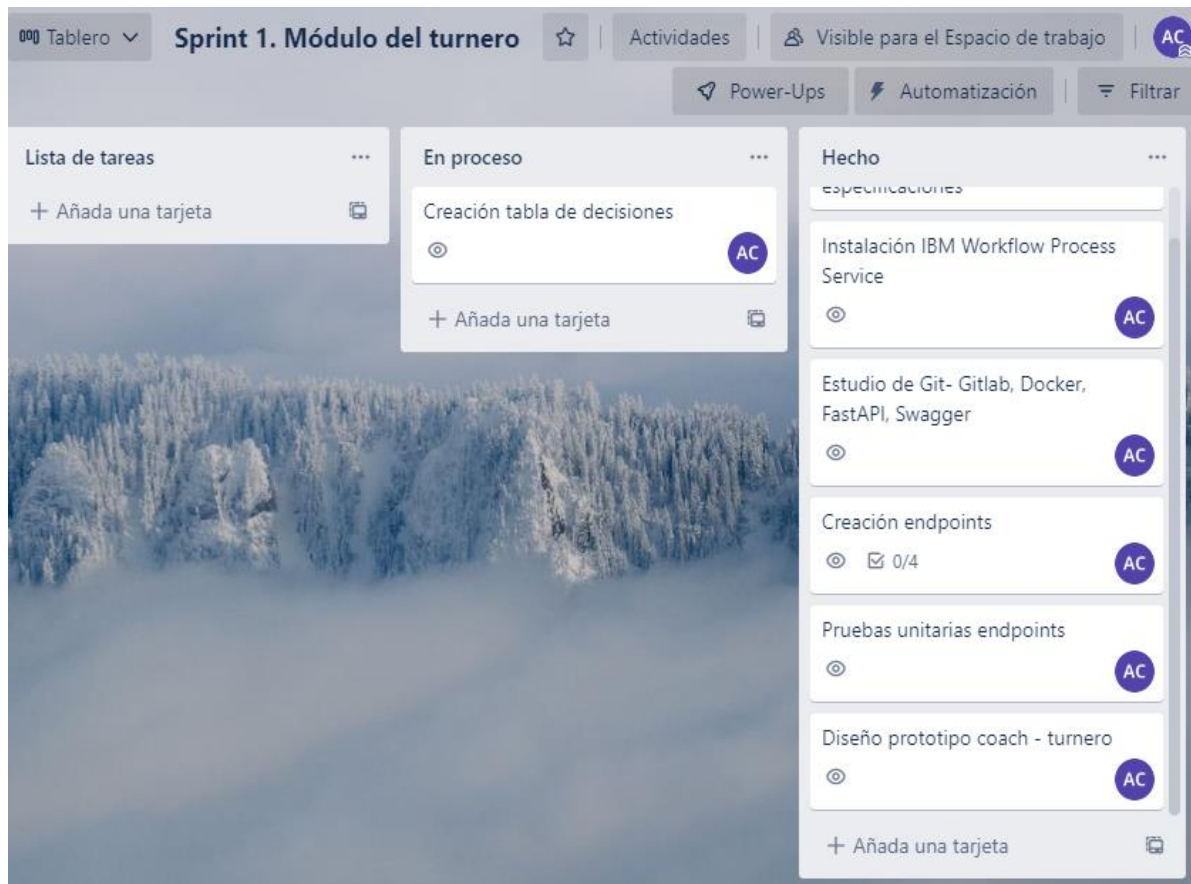 Tablero
Sprint 1. Módulo del turnero
Actividades
Visible para el Espacio de trabajo
AC
Power-Ups
Automatización
Filtrar
Lista de tareas
+ Añada una tarjeta
En proceso
Creación tabla de decisiones
AC
+ Añada una tarjeta
Hecho
especificaciones
Instalación IBM Workflow Process
Service
AC
Estudio de Git- Gitlab, Docker,
FastAPI, Swagger
AC
Creación endpoints
0/4
AC
Pruebas unitarias endpoints
AC
Diseño prototipo coach - turnero
AC
+ Añada una tarjeta